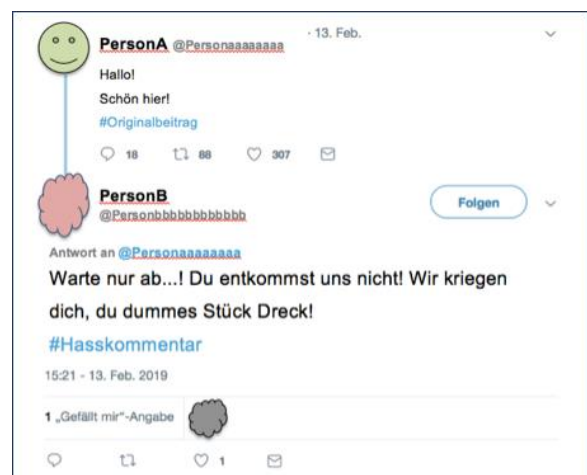 PersonA @Personaaaaaaaa · 13. Feb.
Hallo!
Schön hier!
#Originalbeitrag
18 88 307
PersonB
@Personbbbbbbbbbbbb
Folgen
Antwort an @Personaaaaaaaa
Warte nur ab...! Du entkommst uns nicht! Wir kriegen
dich, du dummes Stück Dreck!
#Hasskommentar
15:21 - 13. Feb. 2019
1 „Gefällt mir“-Angabe
1